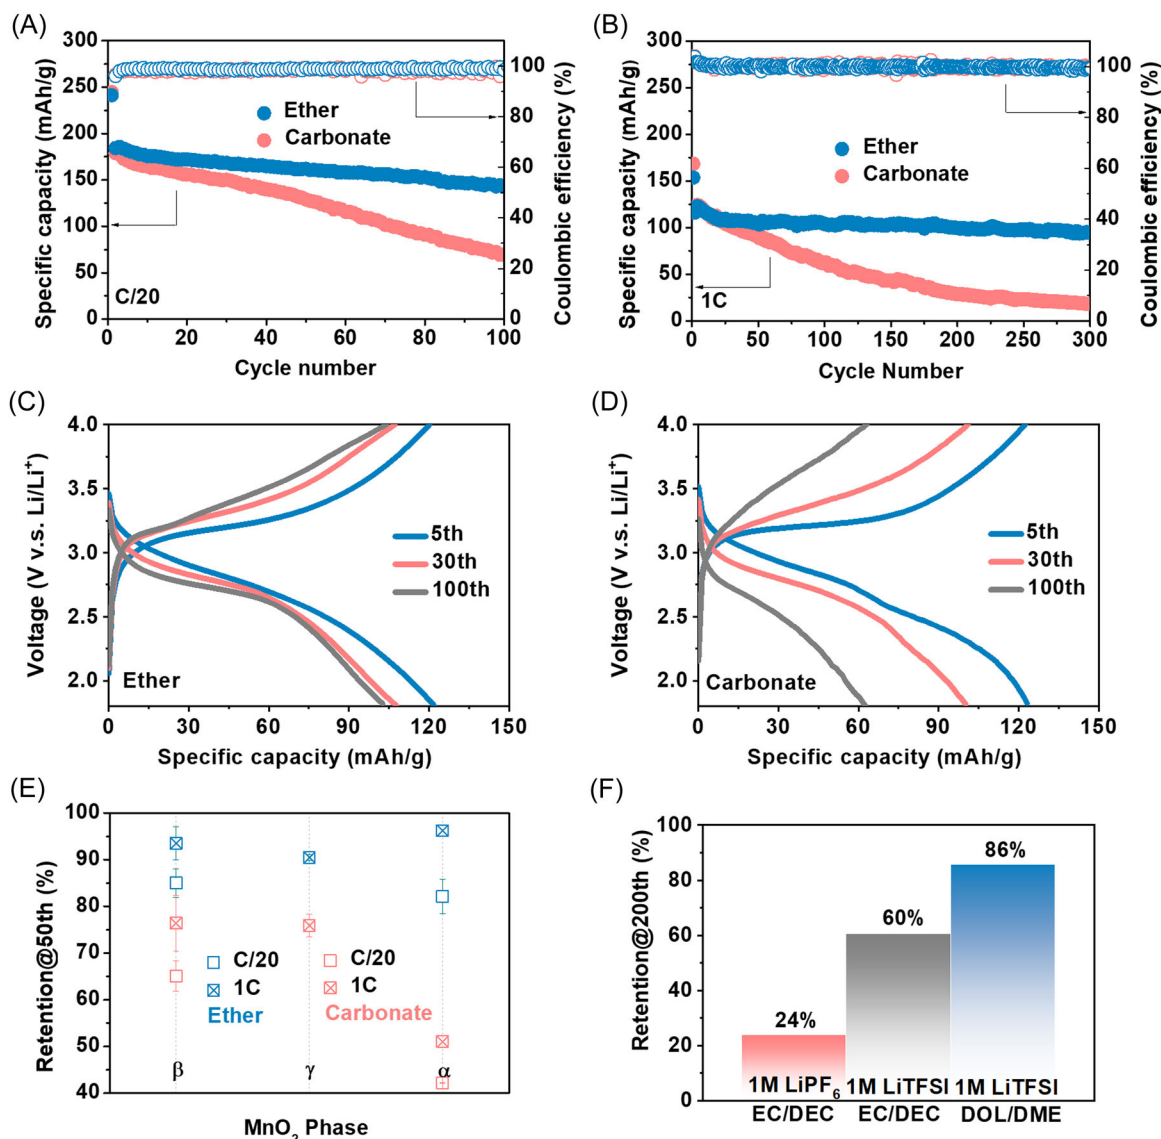 (A)
300
250
200
150
100
50
0
Specific capacity (mAh/g)
Ether
Carbonate
C/20
100
80
60
40
20
0
Coulombic efficiency (%)
0 20 40 60 80 100
Cycle number
(B)
300
250
200
150
100
50
0
Specific capacity (mAh/g)
Ether
Carbonate
1C
100
80
60
40
20
0
Coulombic efficiency (%)
0 50 100 150 200 250 300
Cycle Number
(C)
4.0
3.5
3.0
2.5
2.0
Voltage (V v.s. Li/Li⁺)
5th
30th
100th
Ether
0 30 60 90 120 150
Specific capacity (mAh/g)
(D)
4.0
3.5
3.0
2.5
2.0
Voltage (V v.s. Li/Li⁺)
5th
30th
100th
Carbonate
0 30 60 90 120 150
Specific capacity (mAh/g)
(E)
100
90
80
70
60
50
40
Retention@50th (%)
C/20 C/20
1C 1C
Ether Carbonate
β γ α
MnO₂ Phase
(F)
100
80
60
40
20
0
Retention@200th (%)
86%
60%
24%
1M LiPF₆ 1M LiTFSI 1M LiTFSI
EC/DEC EC/DEC DOL/DME